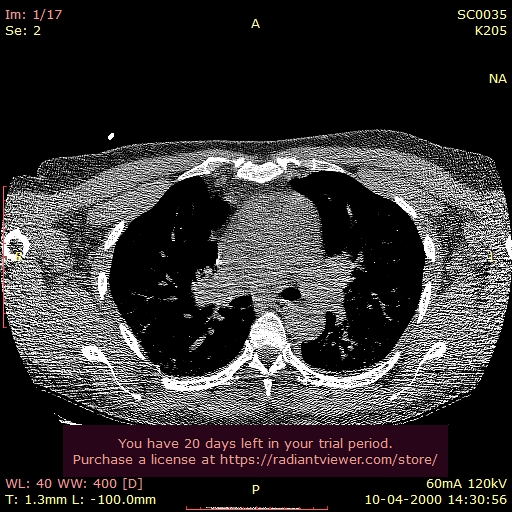 Im: 1/17
Se: 2
A
SC0035
K205
NA
You have 20 days left in your trial period.
Purchase a license at https://radiantviewer.com/store/
WL: 40 WW: 400 [D]
T: 1.3mm L: -100.0mm
P
60mA 120kV
10-04-2000 14:30:56